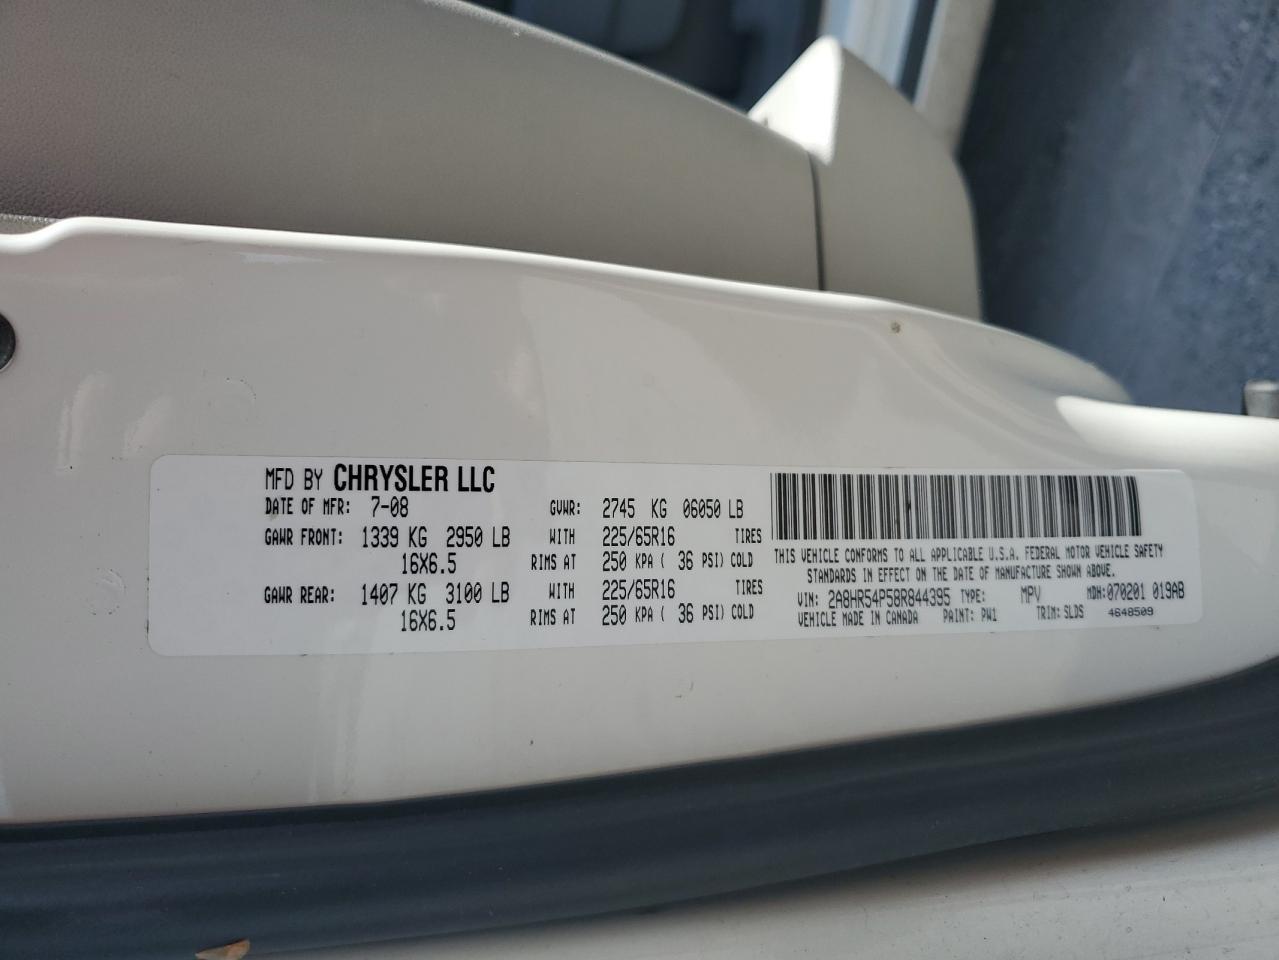 MFD BY CHRYSLER LLC
DATE OF MFR: 7-08 GVWR: 2745 KG 06050 LB
GAWR FRONT: 1339 KG 2950 LB WITH 225/65R16 TIRES
16X6.5 RIMS AT 250 KPA ( 36 PSI) COLD
GAWR REAR: 1407 KG 3100 LB WITH 225/65R16 TIRES
16X6.5 RIMS AT 250 KPA ( 36 PSI) COLD
THIS VEHICLE CONFORMS TO ALL APPLICABLE U.S.A. FEDERAL MOTOR VEHICLE SAFETY
STANDARDS IN EFFECT ON THE DATE OF MANUFACTURE SHOWN ABOVE.
VIN: 2A8HR54P58R844395 TYPE: MPV MDH: 070201 019AB
VEHICLE MADE IN CANADA PAINT: PW1 TRIM: SLDS 4648509